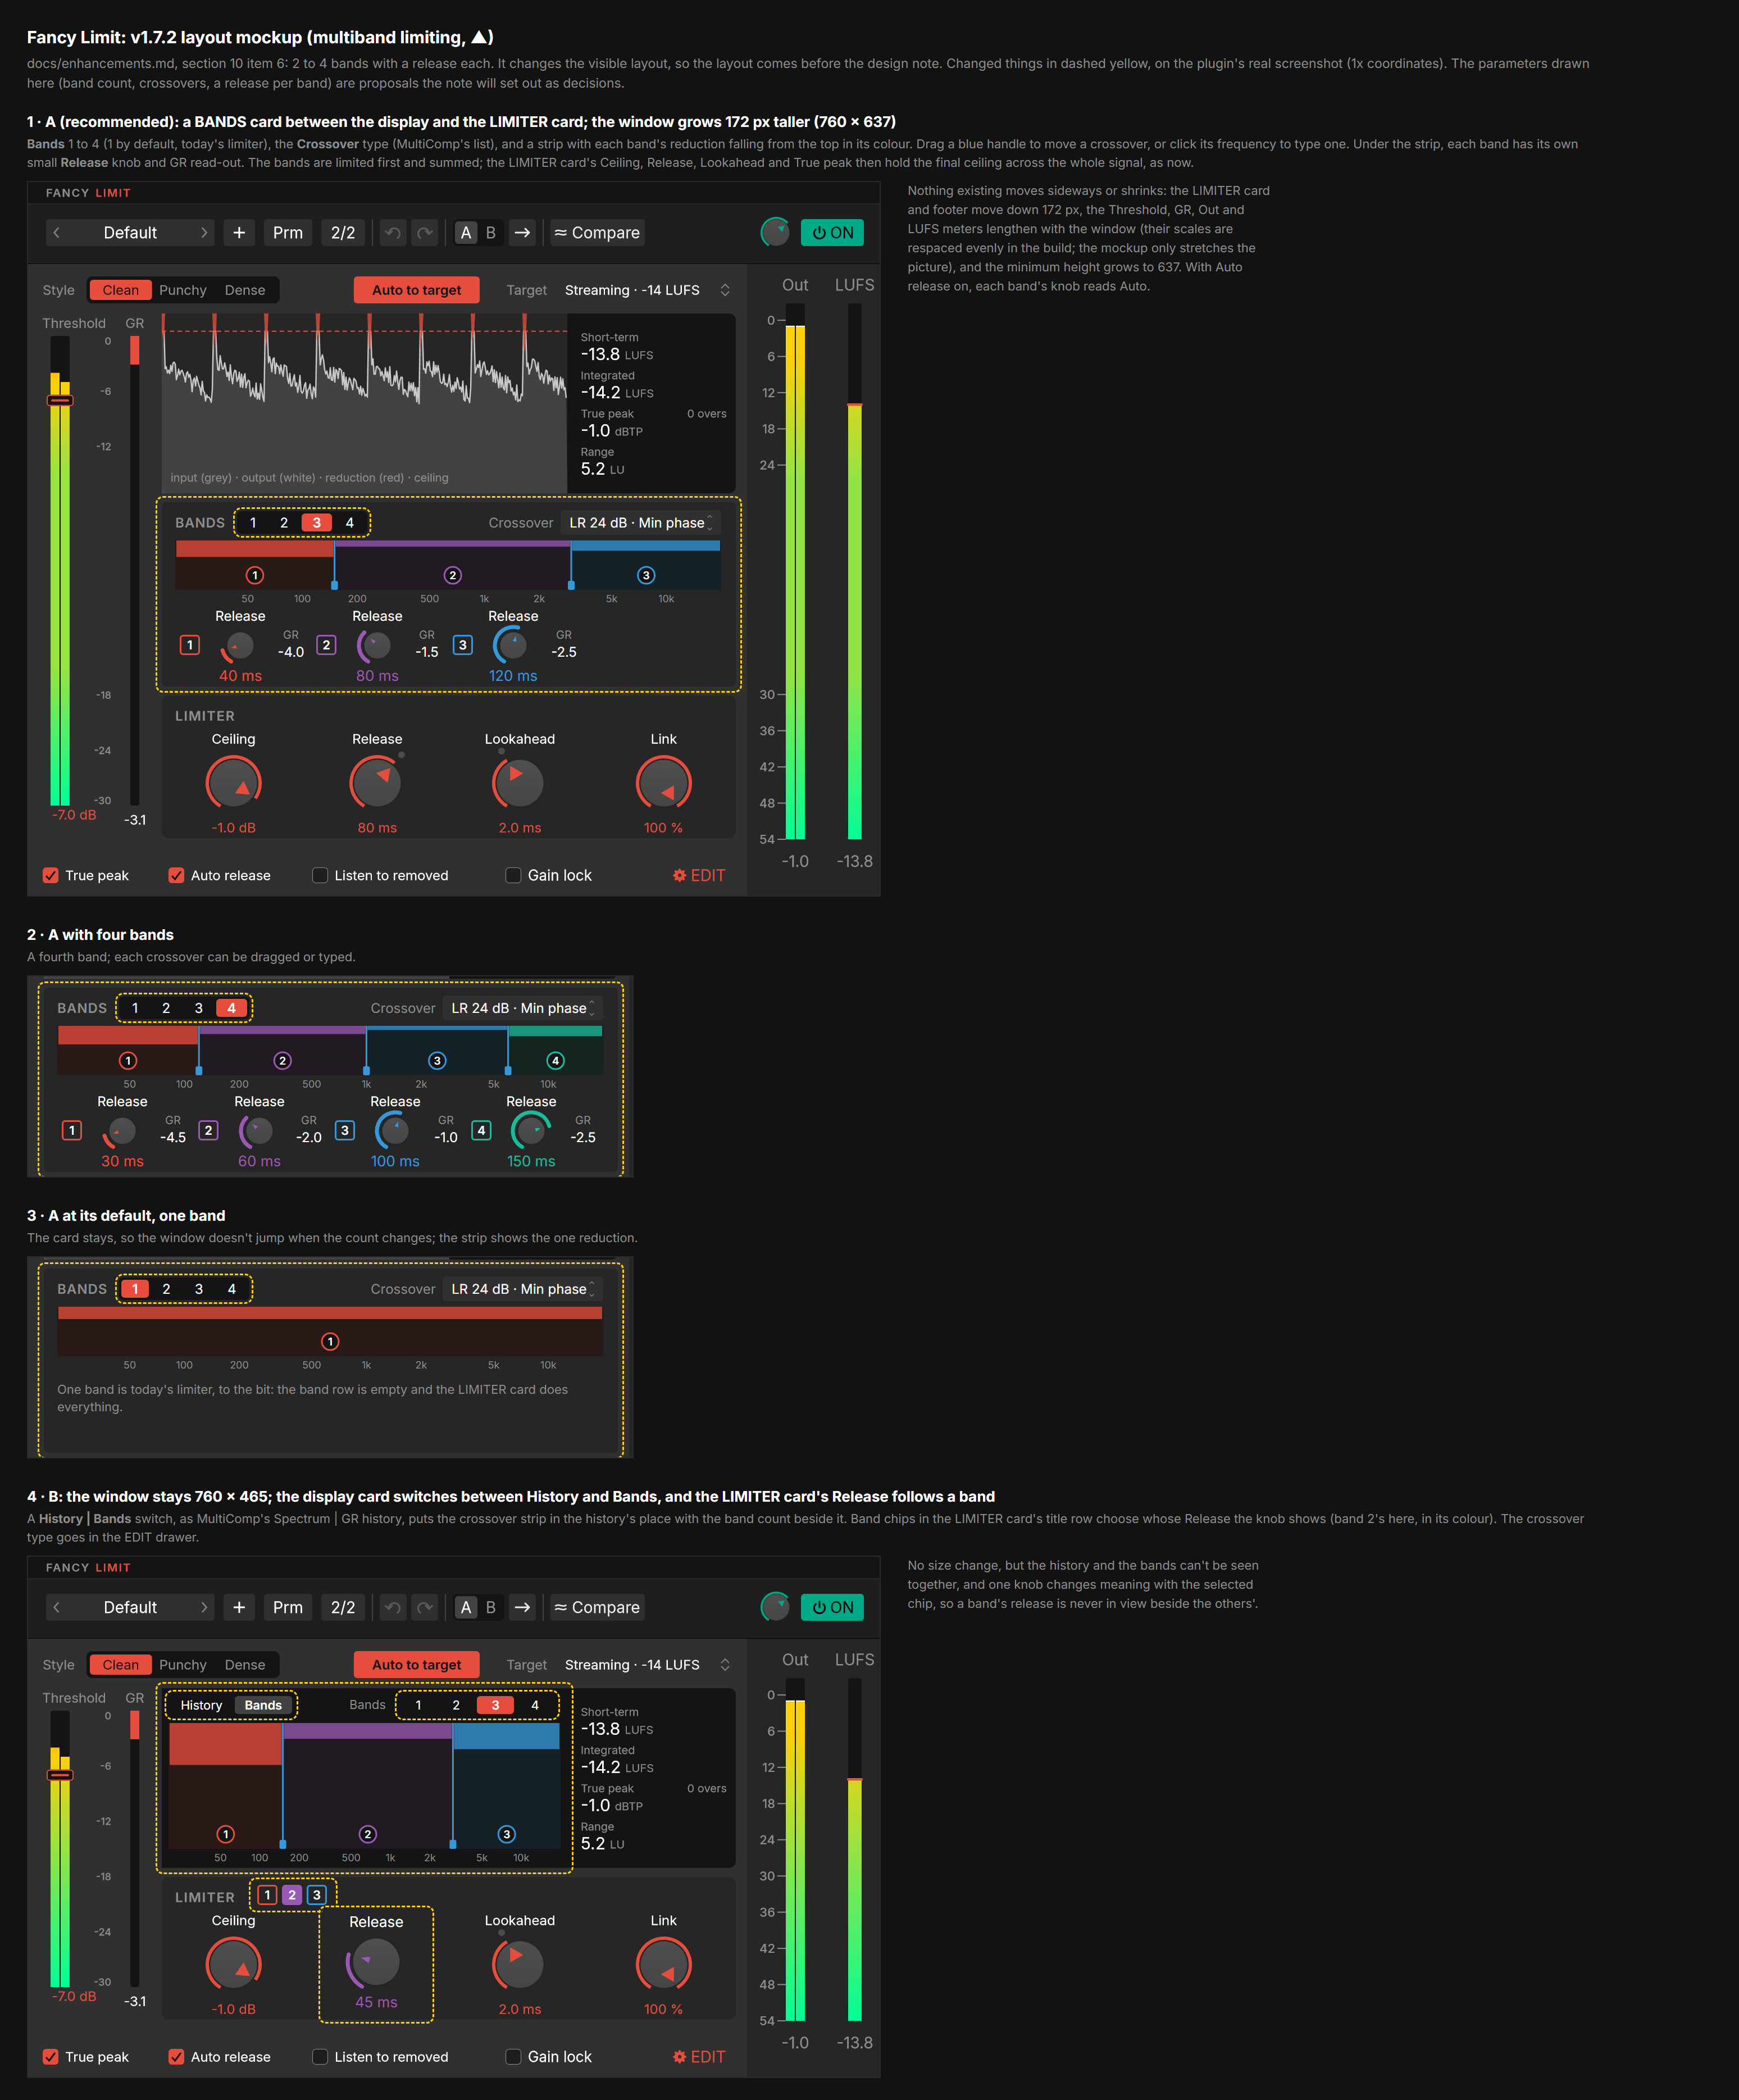 Fancy Limit: v1.7.2 layout mockup (multiband limiting, ▲)
docs/enhancements.md, section 10 item 6: 2 to 4 bands with a release each. It changes the visible layout, so the layout comes before the design note. Changed things in dashed yellow, on the plugin's real screenshot (1x coordinates). The parameters drawn
here (band count, crossovers, a release per band) are proposals the note will set out as decisions.
1 · A (recommended): a BANDS card between the display and the LIMITER card; the window grows 172 px taller (760 × 637)
Bands 1 to 4 (1 by default, today's limiter), the Crossover type (MultiComp's list), and a strip with each band's reduction falling from the top in its colour. Drag a blue handle to move a crossover, or click its frequency to type one. Under the strip, each band has its own
small Release knob and GR read-out. The bands are limited first and summed; the LIMITER card's Ceiling, Release, Lookahead and True peak then hold the final ceiling across the whole signal, as now.
FANCY LIMIT
Default + Prm 2/2 A B → ≈ Compare ON
Nothing existing moves sideways or shrinks: the LIMITER card
and footer move down 172 px, the Threshold, GR, Out and
LUFS meters lengthen with the window (their scales are
respaced evenly in the build; the mockup only stretches the
picture), and the minimum height grows to 637. With Auto
release on, each band's knob reads Auto.
Style Clean Punchy Dense Auto to target Target Streaming · -14 LUFS
Out LUFS
Threshold GR
0
-6
-12
-18
-24
-30
-7.0 dB -3.1
Short-term
-13.8 LUFS
Integrated
-14.2 LUFS
True peak 0 overs
-1.0 dBTP
Range
5.2 LU
input (grey) · output (white) · reduction (red) · ceiling
0
6
12
18
24
30
36
42
48
54
-1.0 -13.8
BANDS 1 2 3 4 Crossover LR 24 dB · Min phase
1 2 3
50 100 200 500 1k 2k 5k 10k
Release Release Release
1 GR 2 GR 3 GR
-4.0 -1.5 -2.5
40 ms 80 ms 120 ms
LIMITER
Ceiling Release Lookahead Link
-1.0 dB 80 ms 2.0 ms 100 %
True peak Auto release Listen to removed Gain lock EDIT
2 · A with four bands
A fourth band; each crossover can be dragged or typed.
BANDS 1 2 3 4 Crossover LR 24 dB · Min phase
1 2 3 4
50 100 200 500 1k 2k 5k 10k
Release Release Release Release
1 GR 2 GR 3 GR 4 GR
-4.5 -2.0 -1.0 -2.5
30 ms 60 ms 100 ms 150 ms
3 · A at its default, one band
The card stays, so the window doesn't jump when the count changes; the strip shows the one reduction.
BANDS 1 2 3 4 Crossover LR 24 dB · Min phase
1
50 100 200 500 1k 2k 5k 10k
One band is today's limiter, to the bit: the band row is empty and the LIMITER card does
everything.
4 · B: the window stays 760 × 465; the display card switches between History and Bands, and the LIMITER card's Release follows a band
A History | Bands switch, as MultiComp's Spectrum | GR history, puts the crossover strip in the history's place with the band count beside it. Band chips in the LIMITER card's title row choose whose Release the knob shows (band 2's here, in its colour). The crossover
type goes in the EDIT drawer.
FANCY LIMIT
Default + Prm 2/2 A B → ≈ Compare ON
No size change, but the history and the bands can't be seen
together, and one knob changes meaning with the selected
chip, so a band's release is never in view beside the others'.
Style Clean Punchy Dense Auto to target Target Streaming · -14 LUFS
Out LUFS
Threshold GR
0
-6
-12
-18
-24
-30
-7.0 dB -3.1
History Bands Bands 1 2 3 4
1 2 3
50 100 200 500 1k 2k 5k 10k
Short-term
-13.8 LUFS
Integrated
-14.2 LUFS
True peak 0 overs
-1.0 dBTP
Range
5.2 LU
0
6
12
18
24
30
36
42
48
54
-1.0 -13.8
LIMITER 1 2 3
Ceiling Release Lookahead Link
-1.0 dB 45 ms 2.0 ms 100 %
True peak Auto release Listen to removed Gain lock EDIT